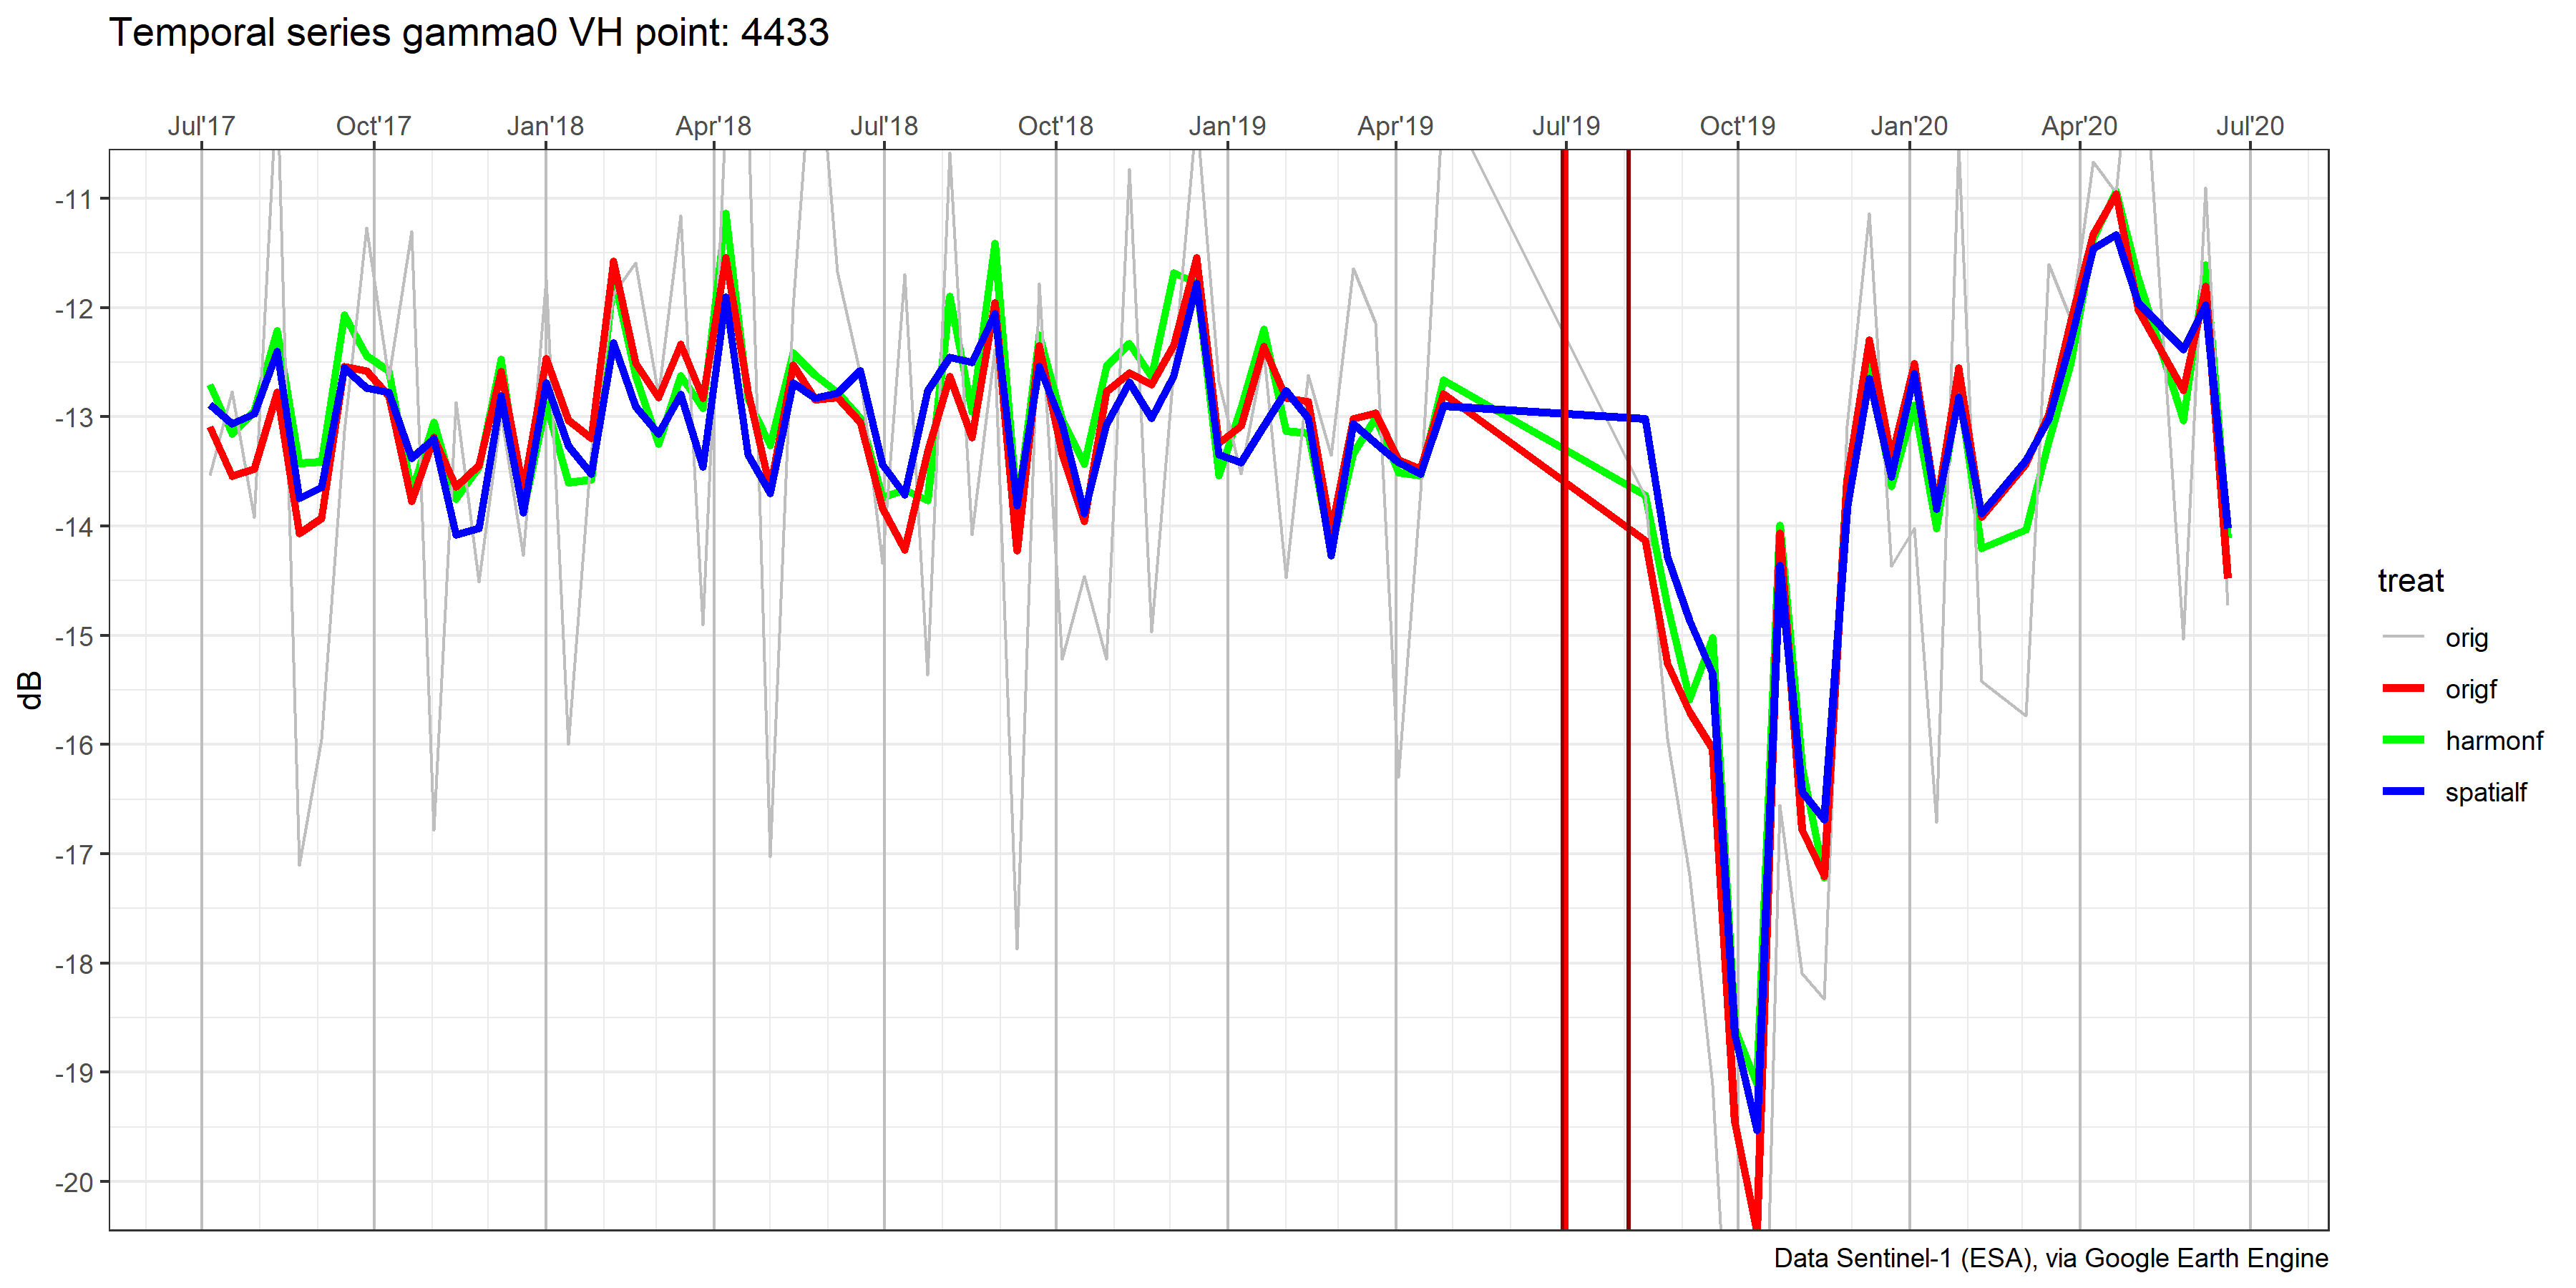 Temporal series gamma0 VH point: 4433
Jul'17 Oct'17 Jan'18 Apr'18 Jul'18 Oct'18 Jan'19 Apr'19 Jul'19 Oct'19 Jan'20 Apr'20 Jul'20
-11
-12
-13
-14
-15
-16
-17
-18
-19
-20
dB
treat
orig
origf
harmonf
spatialf
Data Sentinel-1 (ESA), via Google Earth Engine